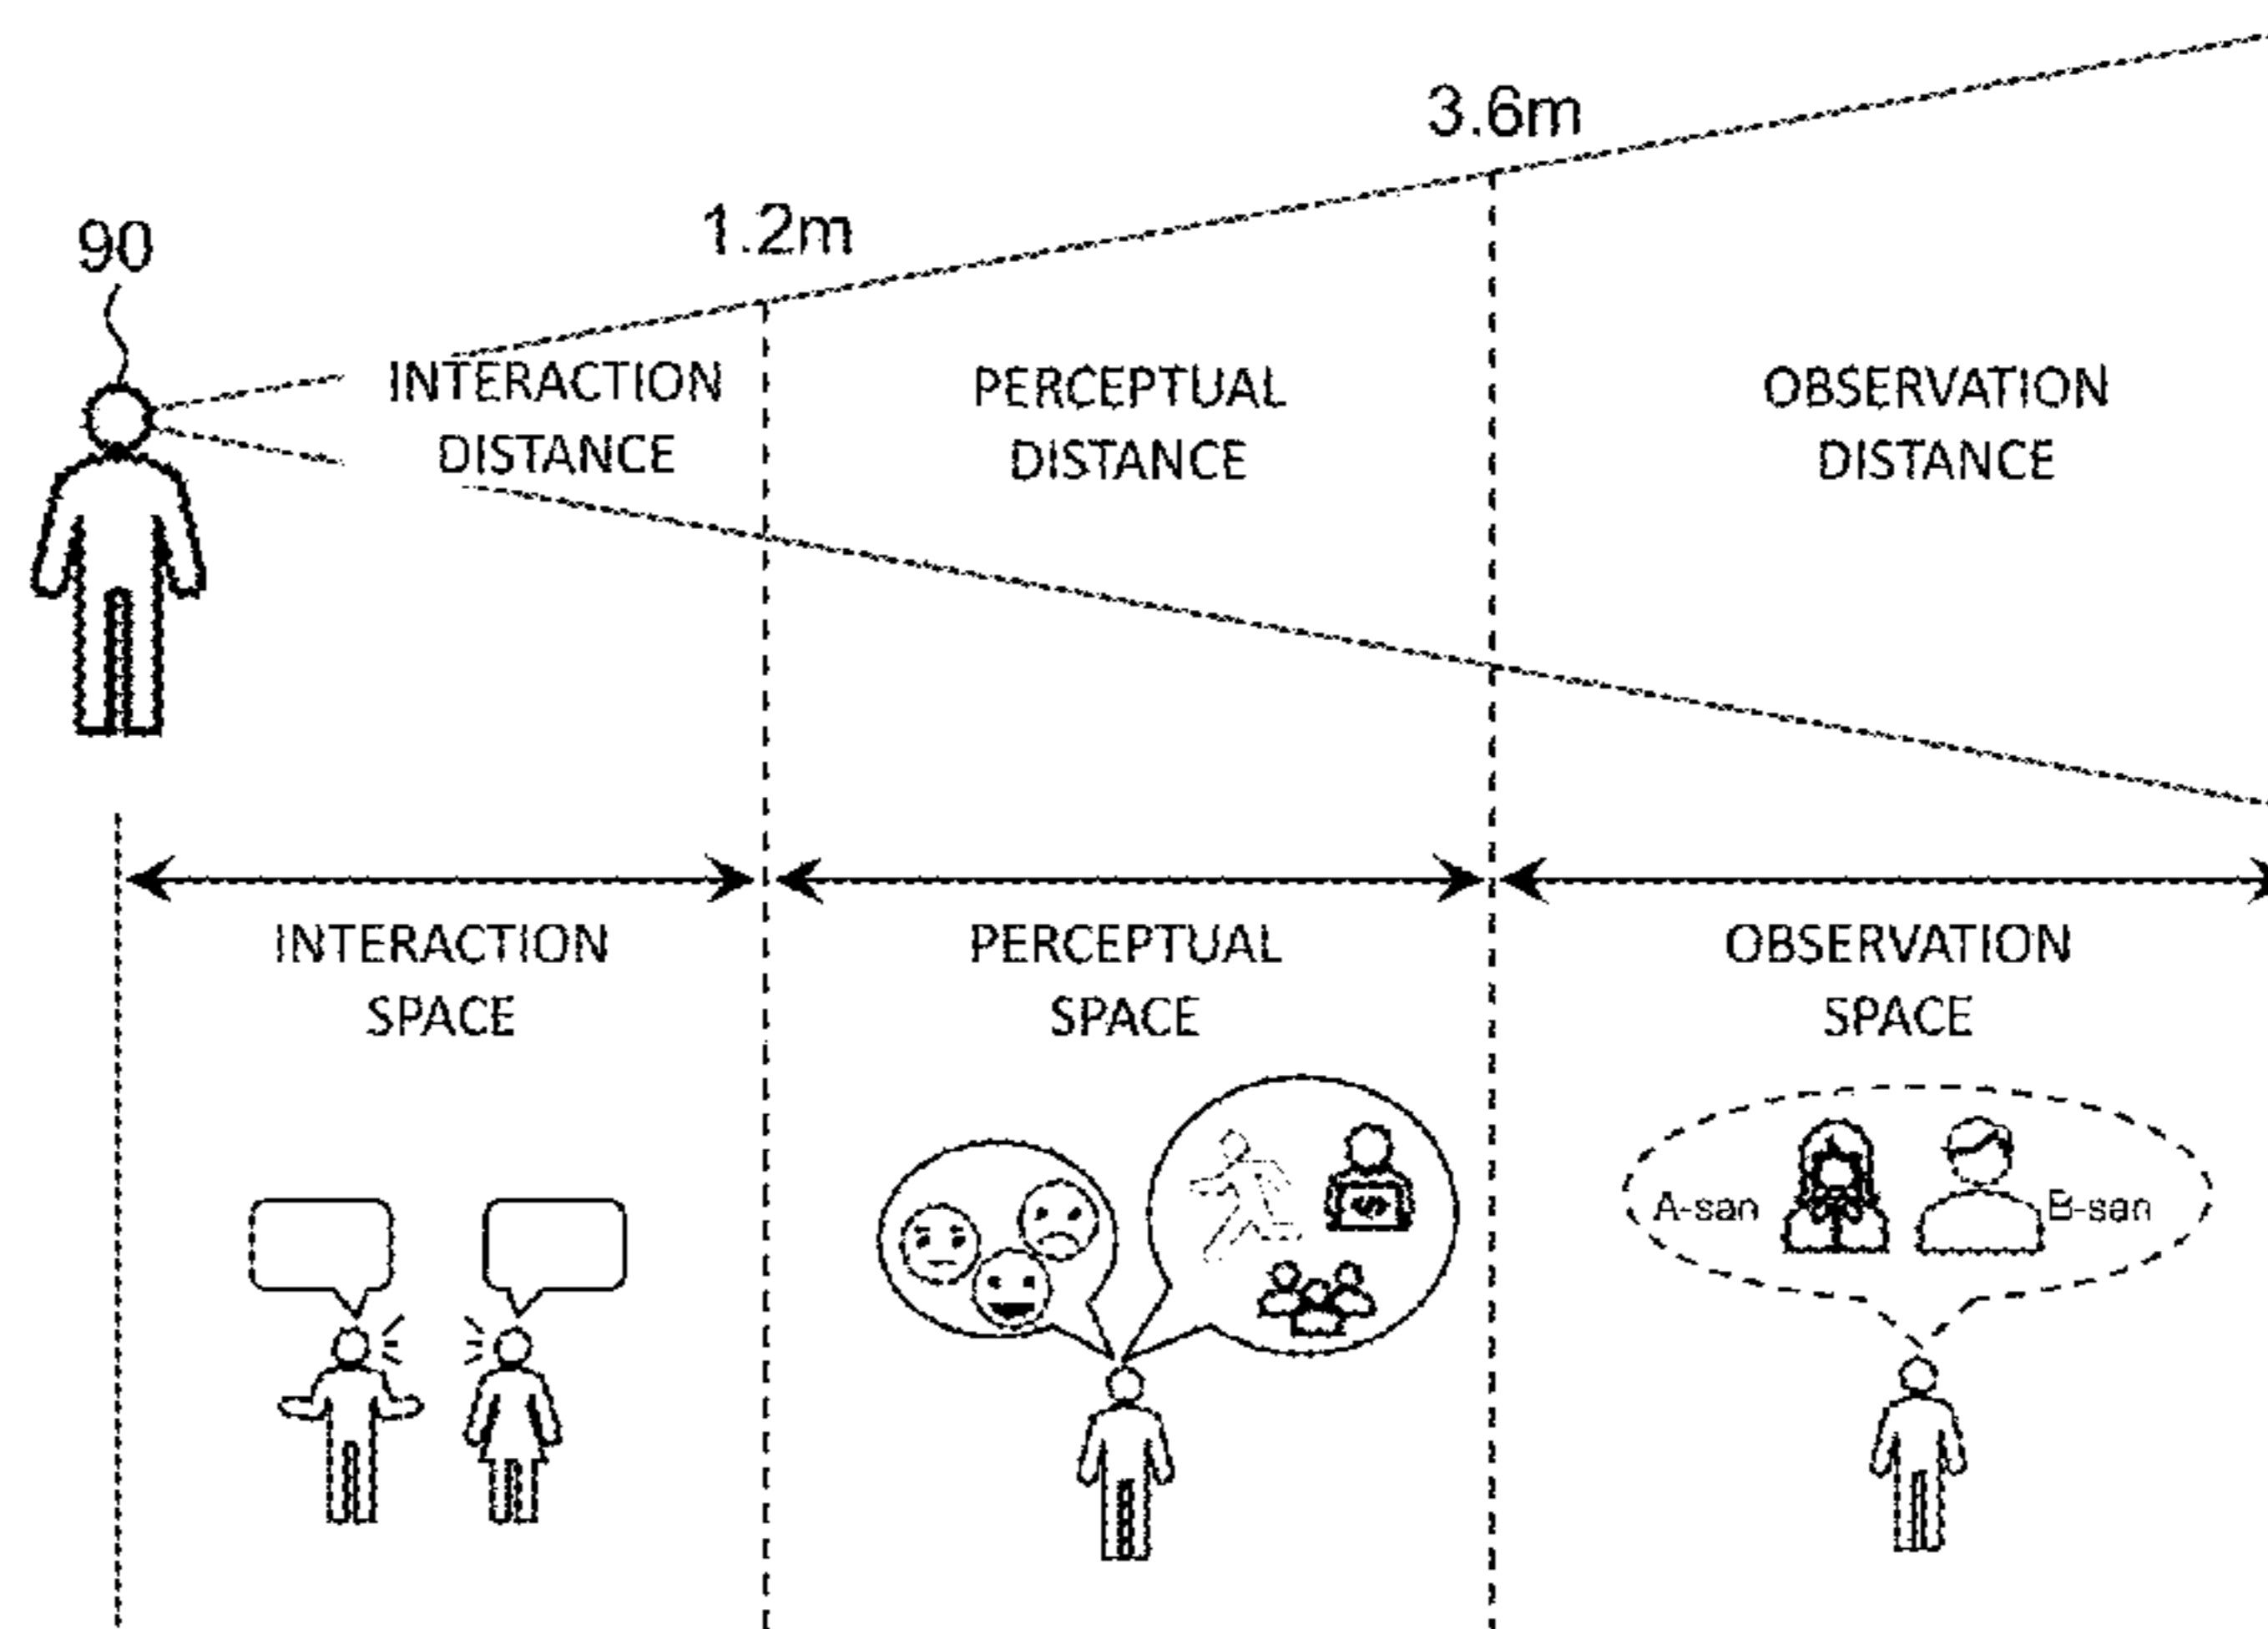 3.6m
1.2m
90
INTERACTION
DISTANCE
PERCEPTUAL
DISTANCE
OBSERVATION
DISTANCE
INTERACTION
SPACE
PERCEPTUAL
SPACE
OBSERVATION
SPACE
A-san
B-san